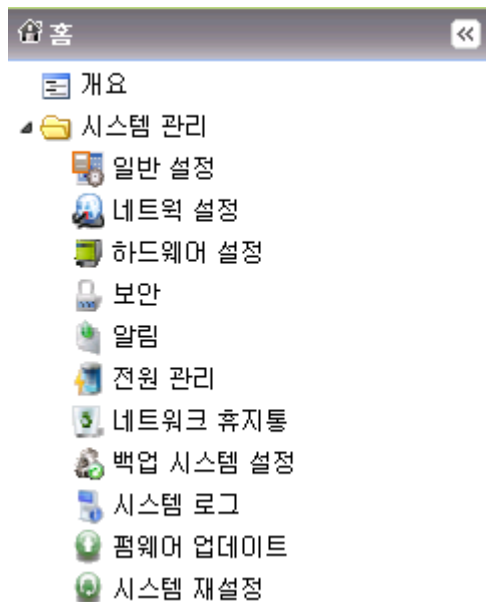 홈
개요
시스템 관리
일반 설정
네트웍 설정
하드웨어 설정
보안
알림
전원 관리
네트워크 휴지통
백업 시스템 설정
시스템 로그
펌웨어 업데이트
시스템 재설정